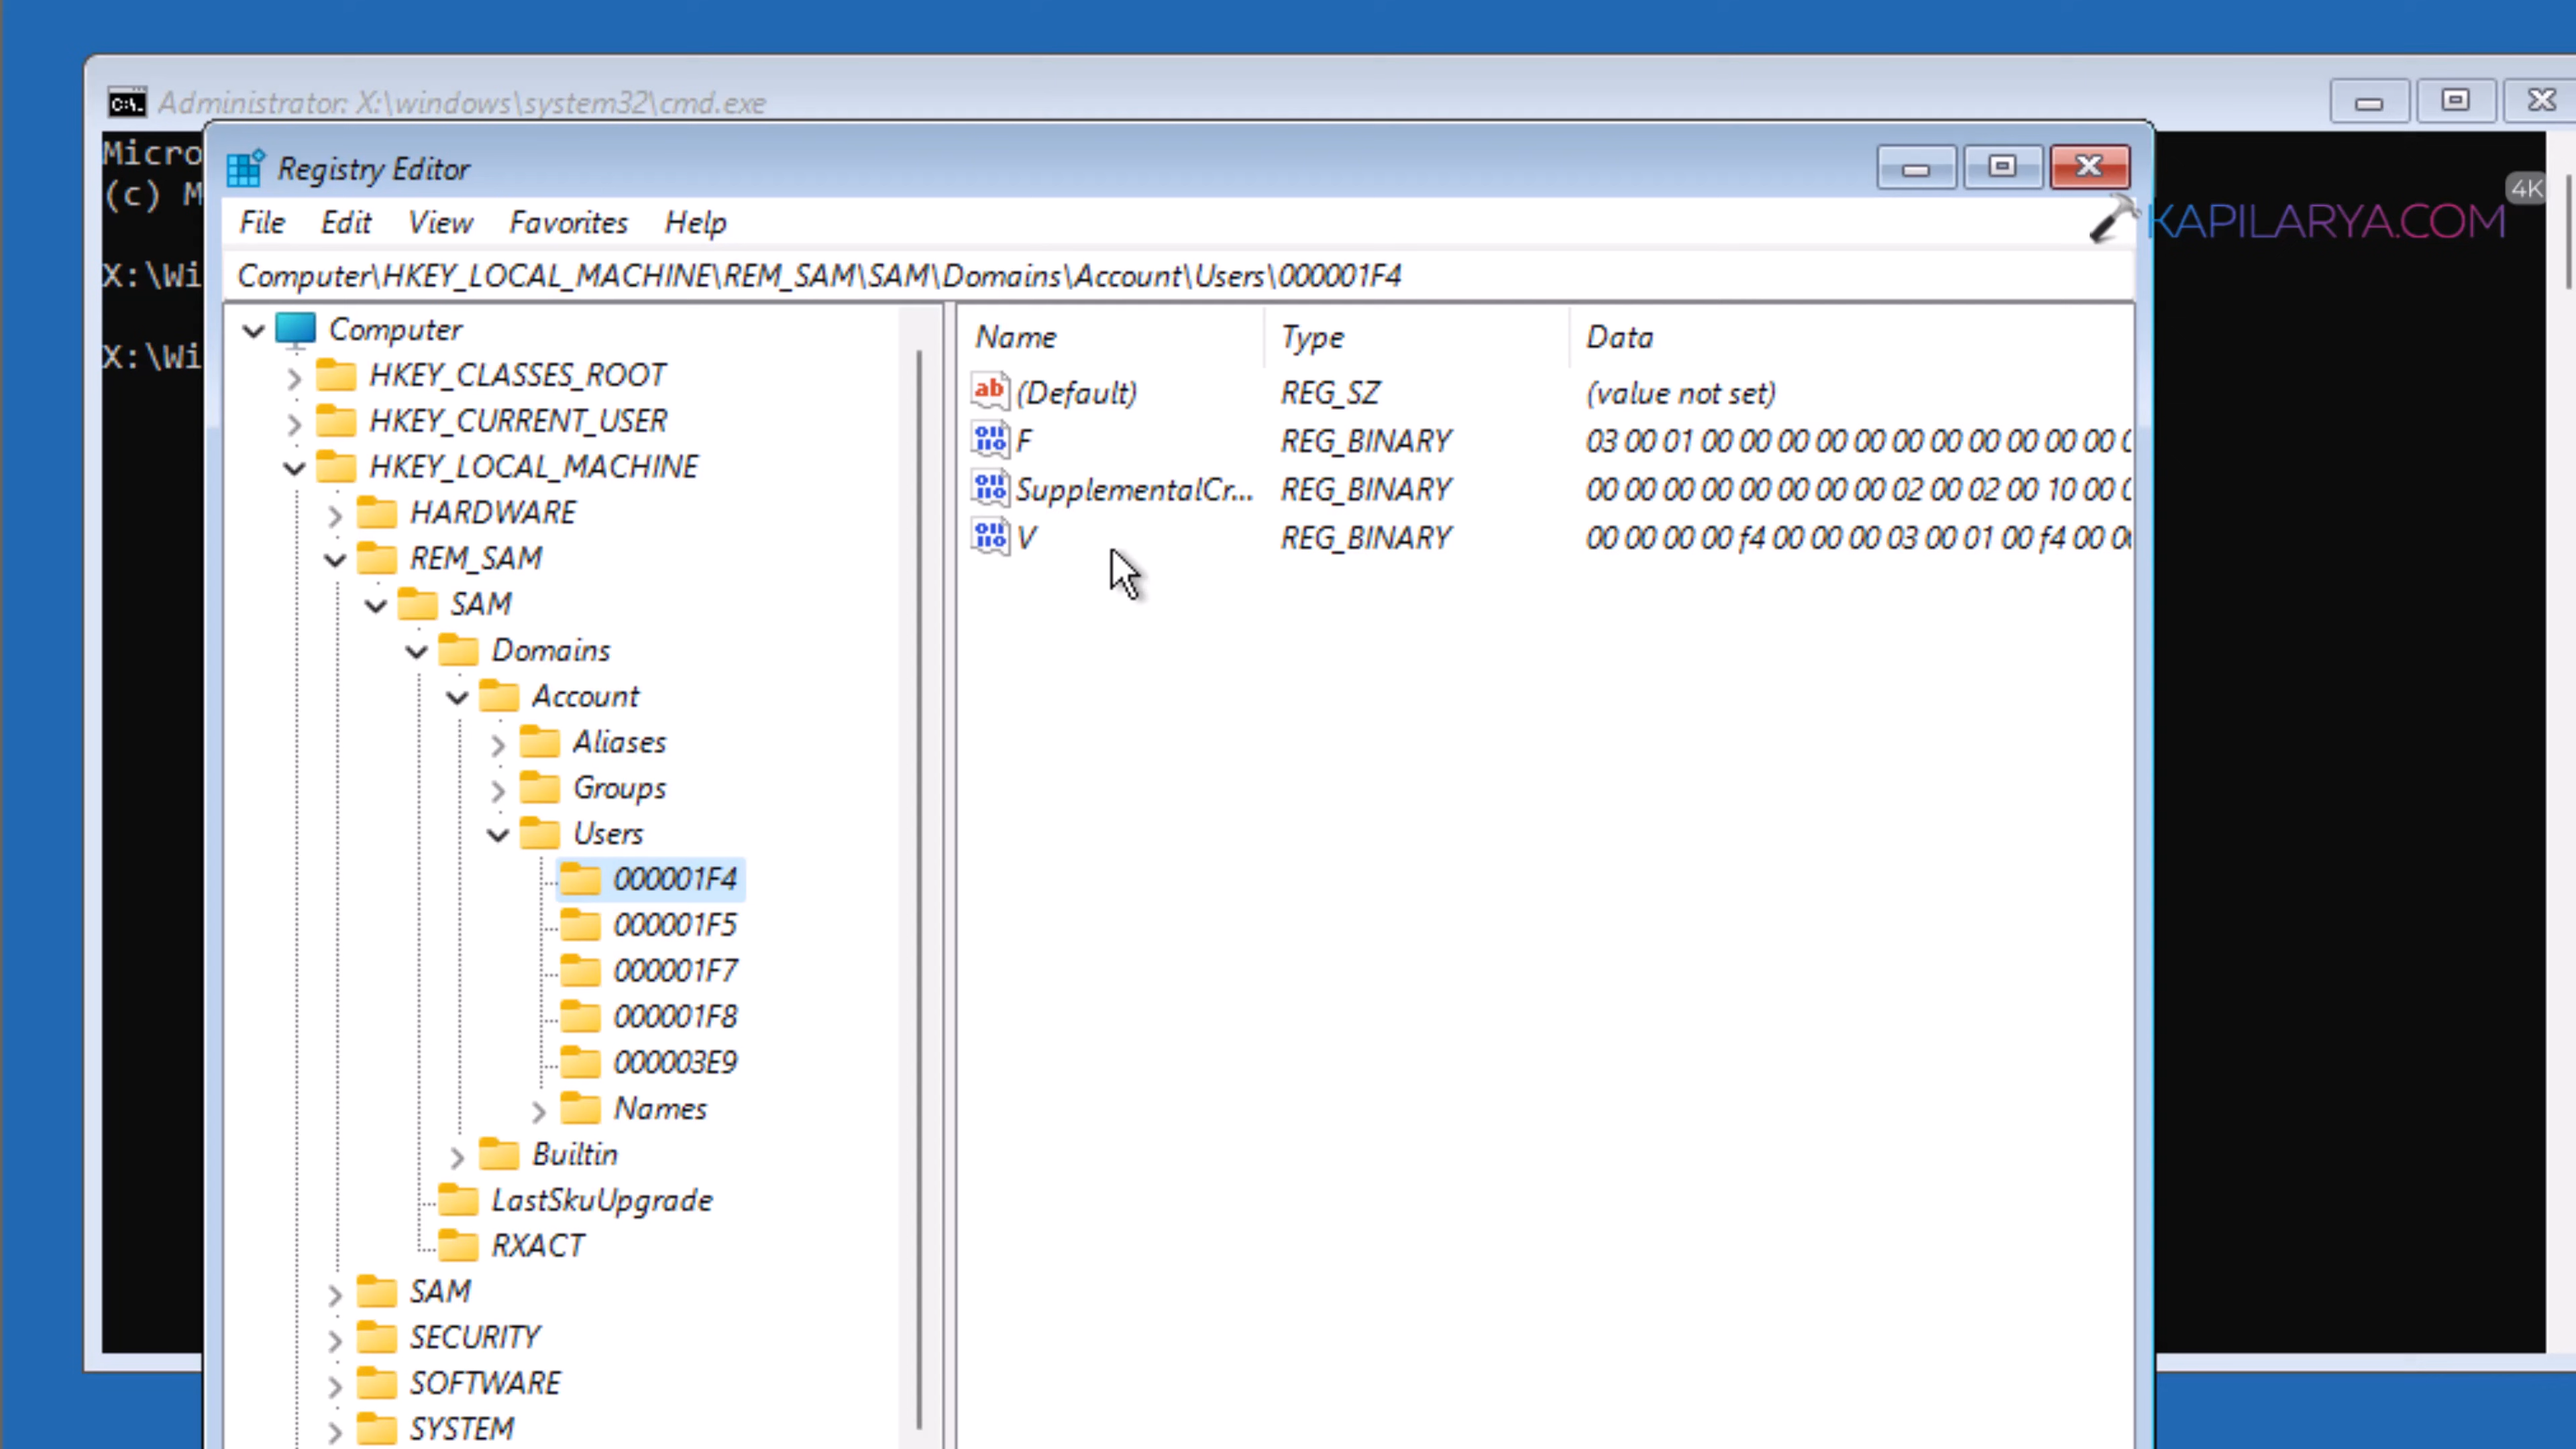 Administrator: X:\windows\system32\cmd.exe
Micro
(c) M
X:\Wi
X:\Wi
Registry Editor
File Edit View Favorites Help
4K
KAPILARYA.COM
Computer\HKEY_LOCAL_MACHINE\REM_SAM\SAM\Domains\Account\Users\000001F4
Computer
HKEY_CLASSES_ROOT
HKEY_CURRENT_USER
HKEY_LOCAL_MACHINE
HARDWARE
REM_SAM
SAM
Domains
Account
Aliases
Groups
Users
000001F4
000001F5
000001F7
000001F8
000003E9
Names
Builtin
LastSkuUpgrade
RXACT
SAM
SECURITY
SOFTWARE
SYSTEM
Name Type Data
(Default) REG_SZ (value not set)
F REG_BINARY 03 00 01 00 00 00 00 00 00 00 00 00 00 00
SupplementalCr... REG_BINARY 00 00 00 00 00 00 00 00 02 00 02 00 10 00
V REG_BINARY 00 00 00 00 f4 00 00 00 03 00 01 00 f4 00